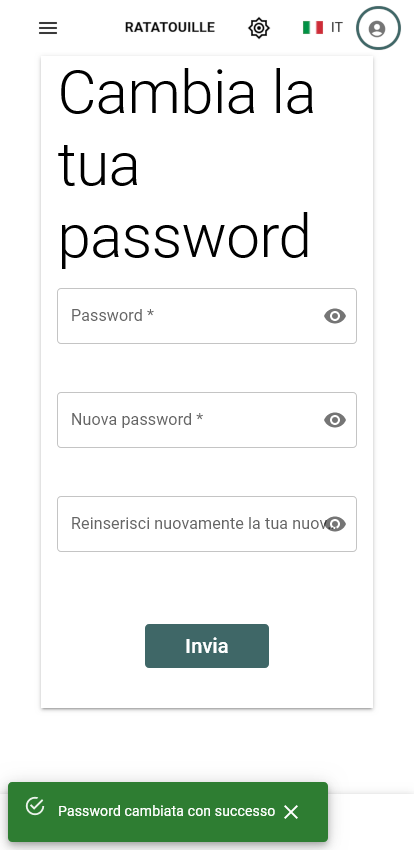 RATATOUILLE
IT
Cambia la
tua
password
Password *
Nuova password *
Reinserisci nuovamente la tua nuov
Invia
Password cambiata con successo